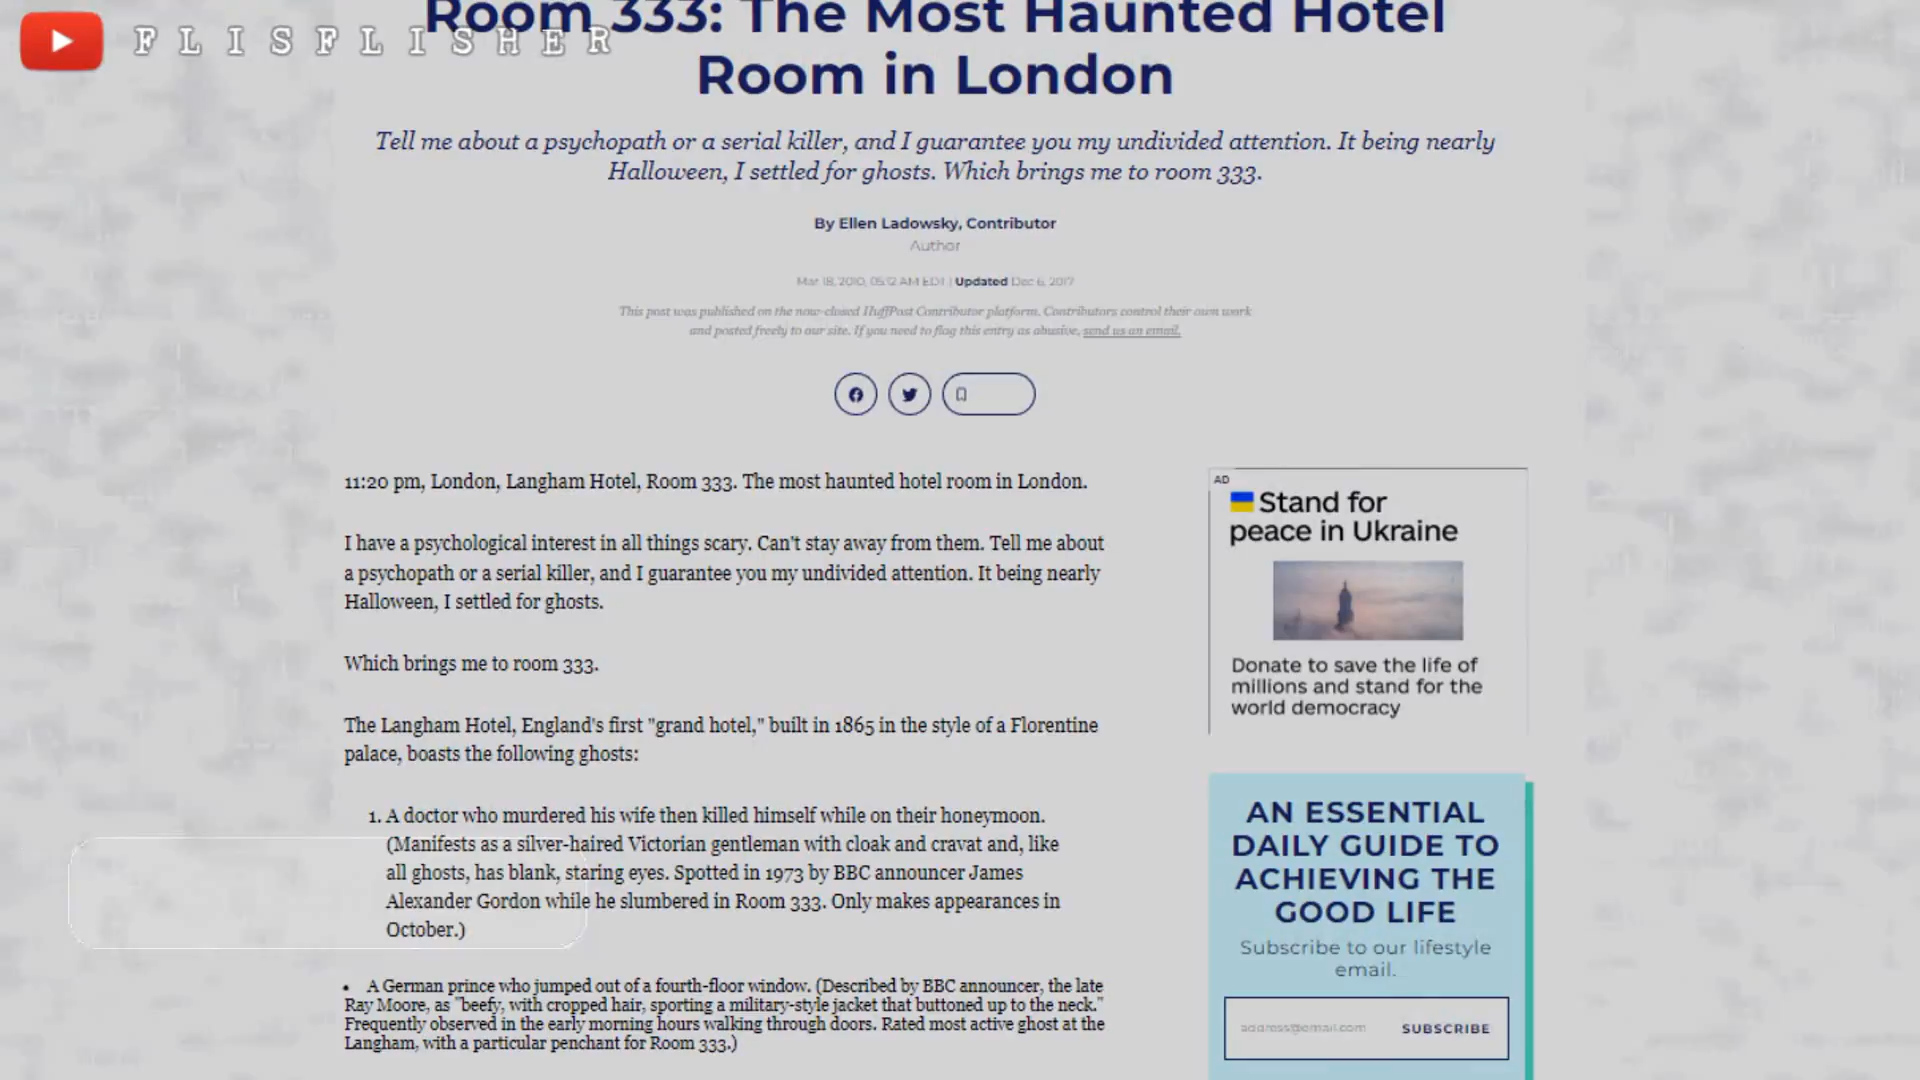 FLISFLISHER
Room 333: The Most Haunted Hotel
Room in London
Tell me about a psychopath or a serial killer, and I guarantee you my undivided attention. It being nearly
Halloween, I settled for ghosts. Which brings me to room 333.
By Ellen Ladowsky, Contributor
Author
Mar 18, 2010, 05:12 AM EDT | Updated Dec 6, 2017
This post was published on the now-closed HuffPost Contributor platform. Contributors control their own work
and posted freely to our site. If you need to flag this entry as abusive, send us an email.
11:20 pm, London, Langham Hotel, Room 333. The most haunted hotel room in London.
I have a psychological interest in all things scary. Can't stay away from them. Tell me about
a psychopath or a serial killer, and I guarantee you my undivided attention. It being nearly
Halloween, I settled for ghosts.
Which brings me to room 333.
The Langham Hotel, England's first "grand hotel," built in 1865 in the style of a Florentine
palace, boasts the following ghosts:
1. A doctor who murdered his wife then killed himself while on their honeymoon.
(Manifests as a silver-haired Victorian gentleman with cloak and cravat and, like
all ghosts, has blank, staring eyes. Spotted in 1973 by BBC announcer James
Alexander Gordon while he slumbered in Room 333. Only makes appearances in
October.)
• A German prince who jumped out of a fourth-floor window. (Described by BBC announcer, the late
Ray Moore, as "beefy, with cropped hair, sporting a military-style jacket that buttoned up to the neck."
Frequently observed in the early morning hours walking through doors. Rated most active ghost at the
Langham, with a particular penchant for Room 333.)
AD
Stand for
peace in Ukraine
Donate to save the life of
millions and stand for the
world democracy
AN ESSENTIAL
DAILY GUIDE TO
ACHIEVING THE
GOOD LIFE
Subscribe to our lifestyle
email.
address@email.com SUBSCRIBE